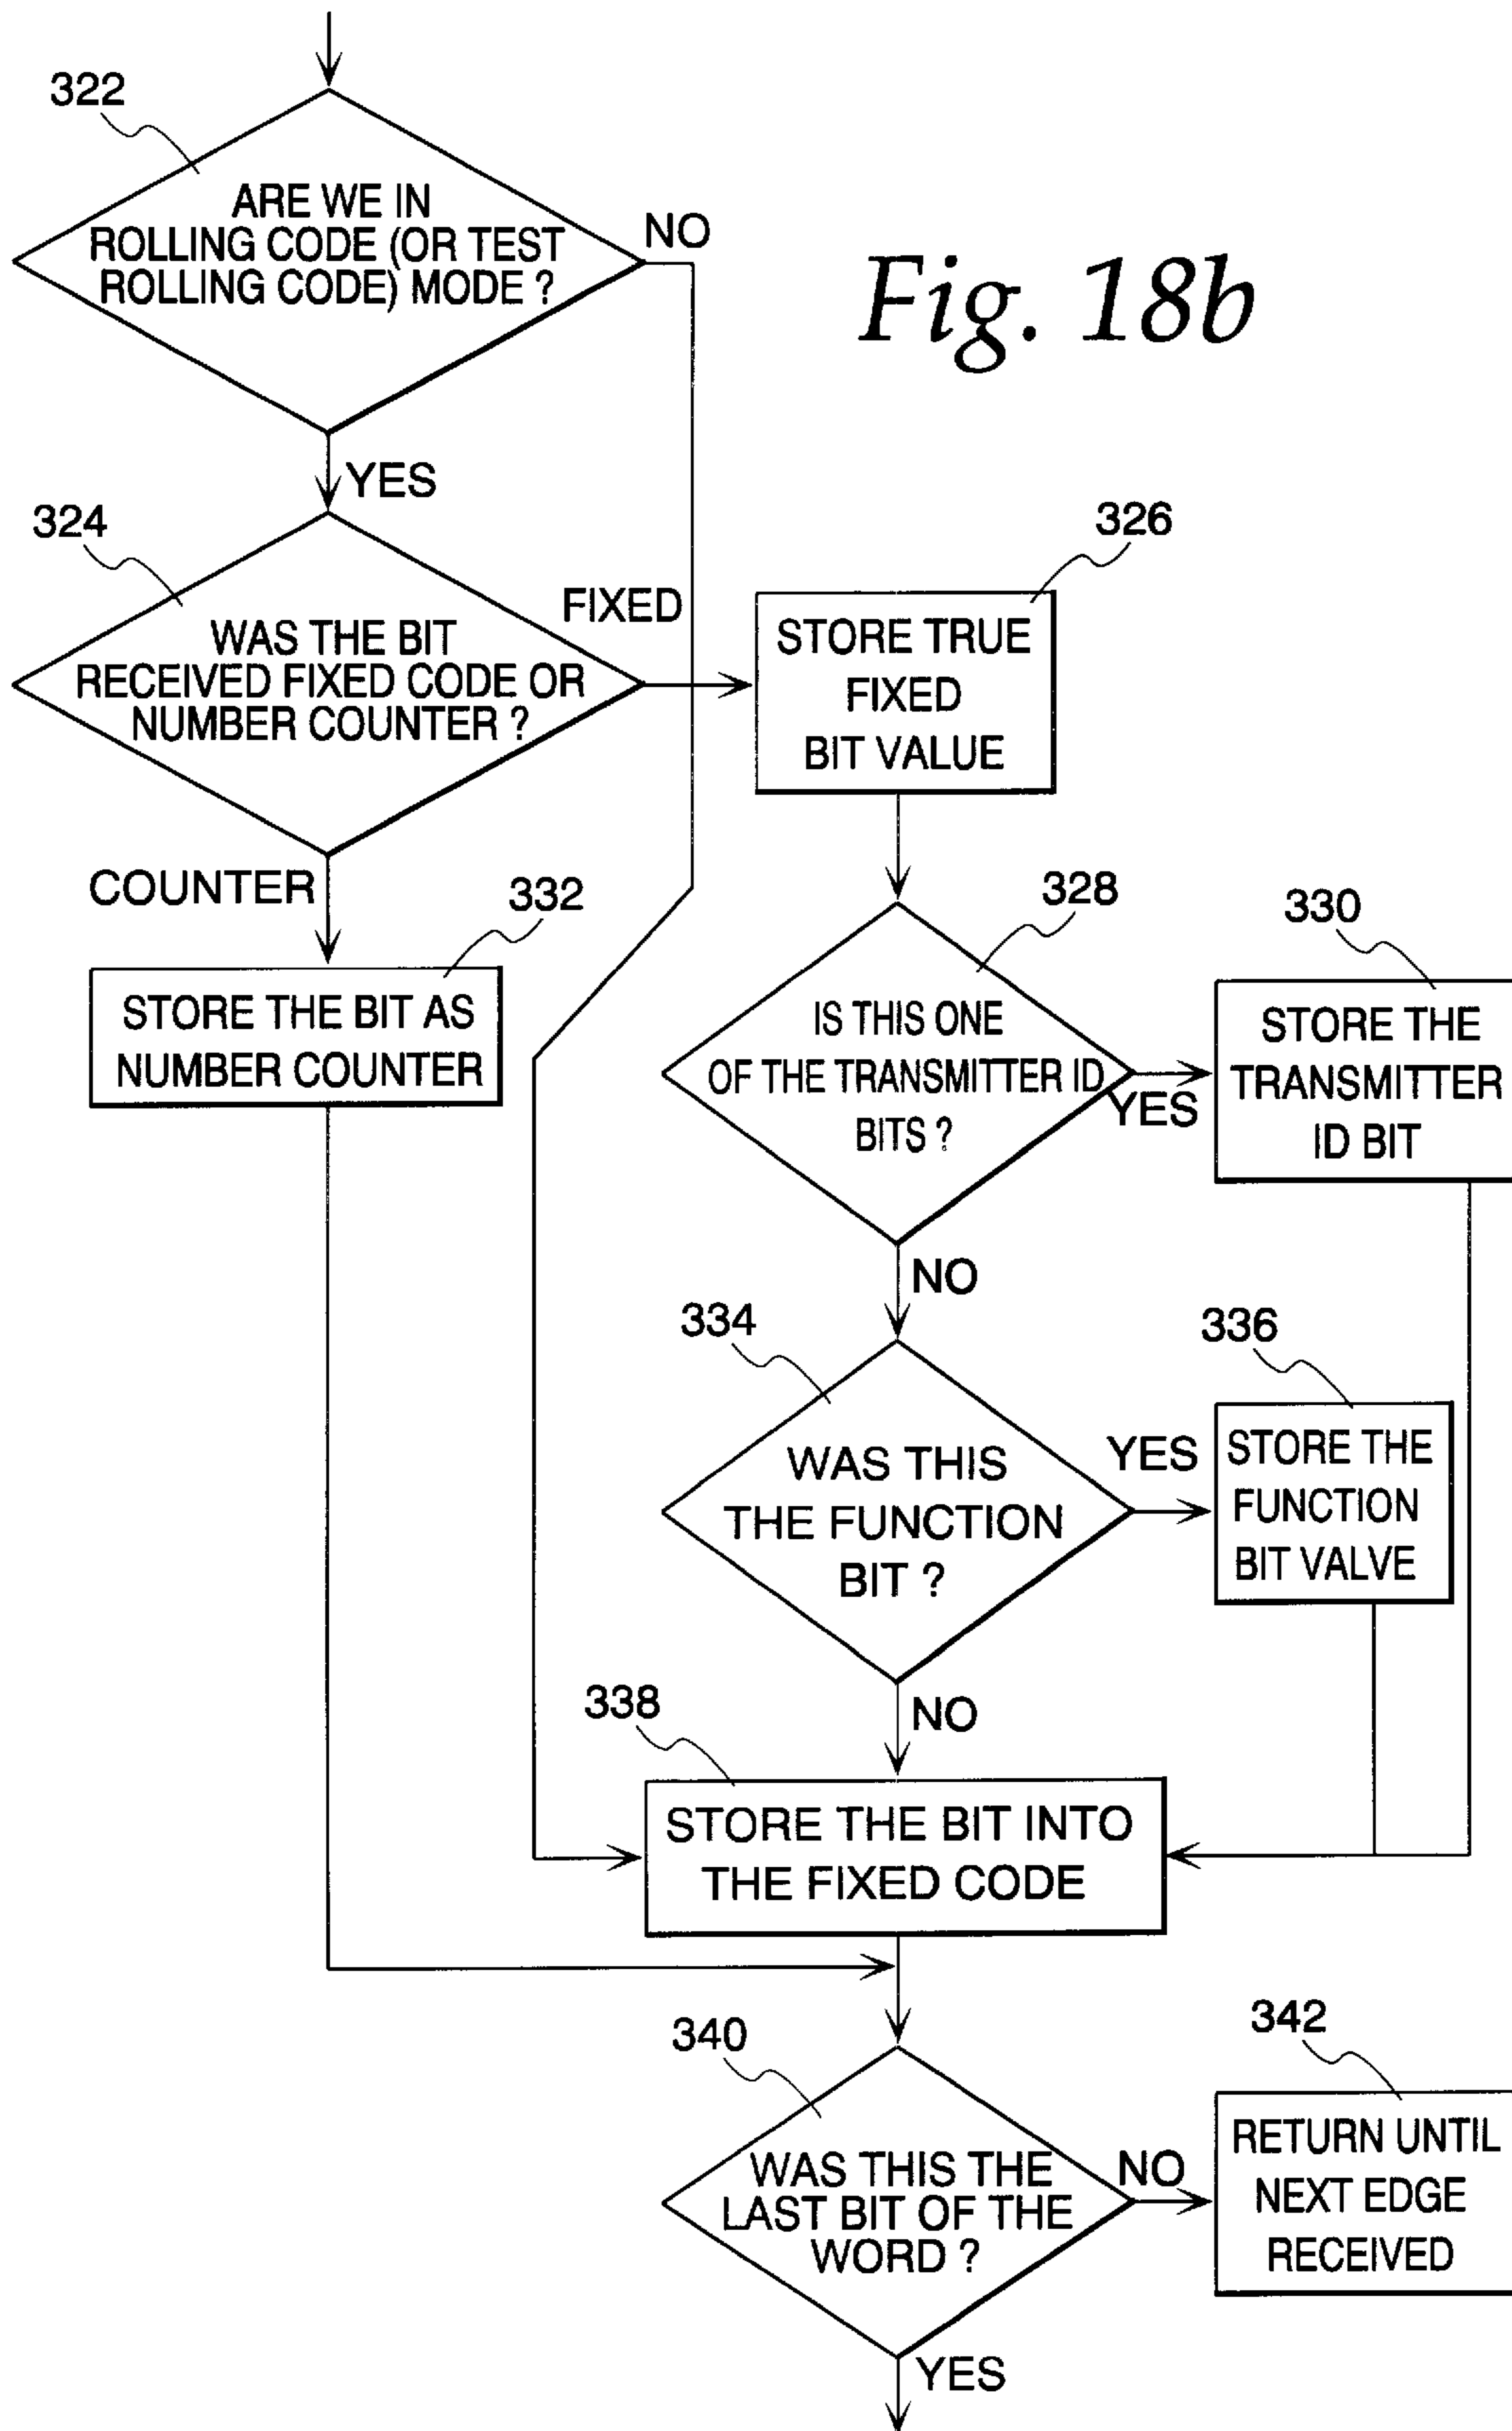 322
ARE WE IN
ROLLING CODE (OR TEST
ROLLING CODE) MODE ?
NO
Fig. 18b
YES
324
WAS THE BIT
RECEIVED FIXED CODE OR
NUMBER COUNTER ?
FIXED
326
STORE TRUE
FIXED
BIT VALUE
COUNTER
332
STORE THE BIT AS
NUMBER COUNTER
328
IS THIS ONE
OF THE TRANSMITTER ID
BITS ?
YES
330
STORE THE
TRANSMITTER
ID BIT
NO
334
WAS THIS
THE FUNCTION
BIT ?
YES
336
STORE THE
FUNCTION
BIT VALVE
NO
338
STORE THE BIT INTO
THE FIXED CODE
340
WAS THIS THE
LAST BIT OF THE
WORD ?
NO
342
RETURN UNTIL
NEXT EDGE
RECEIVED
YES